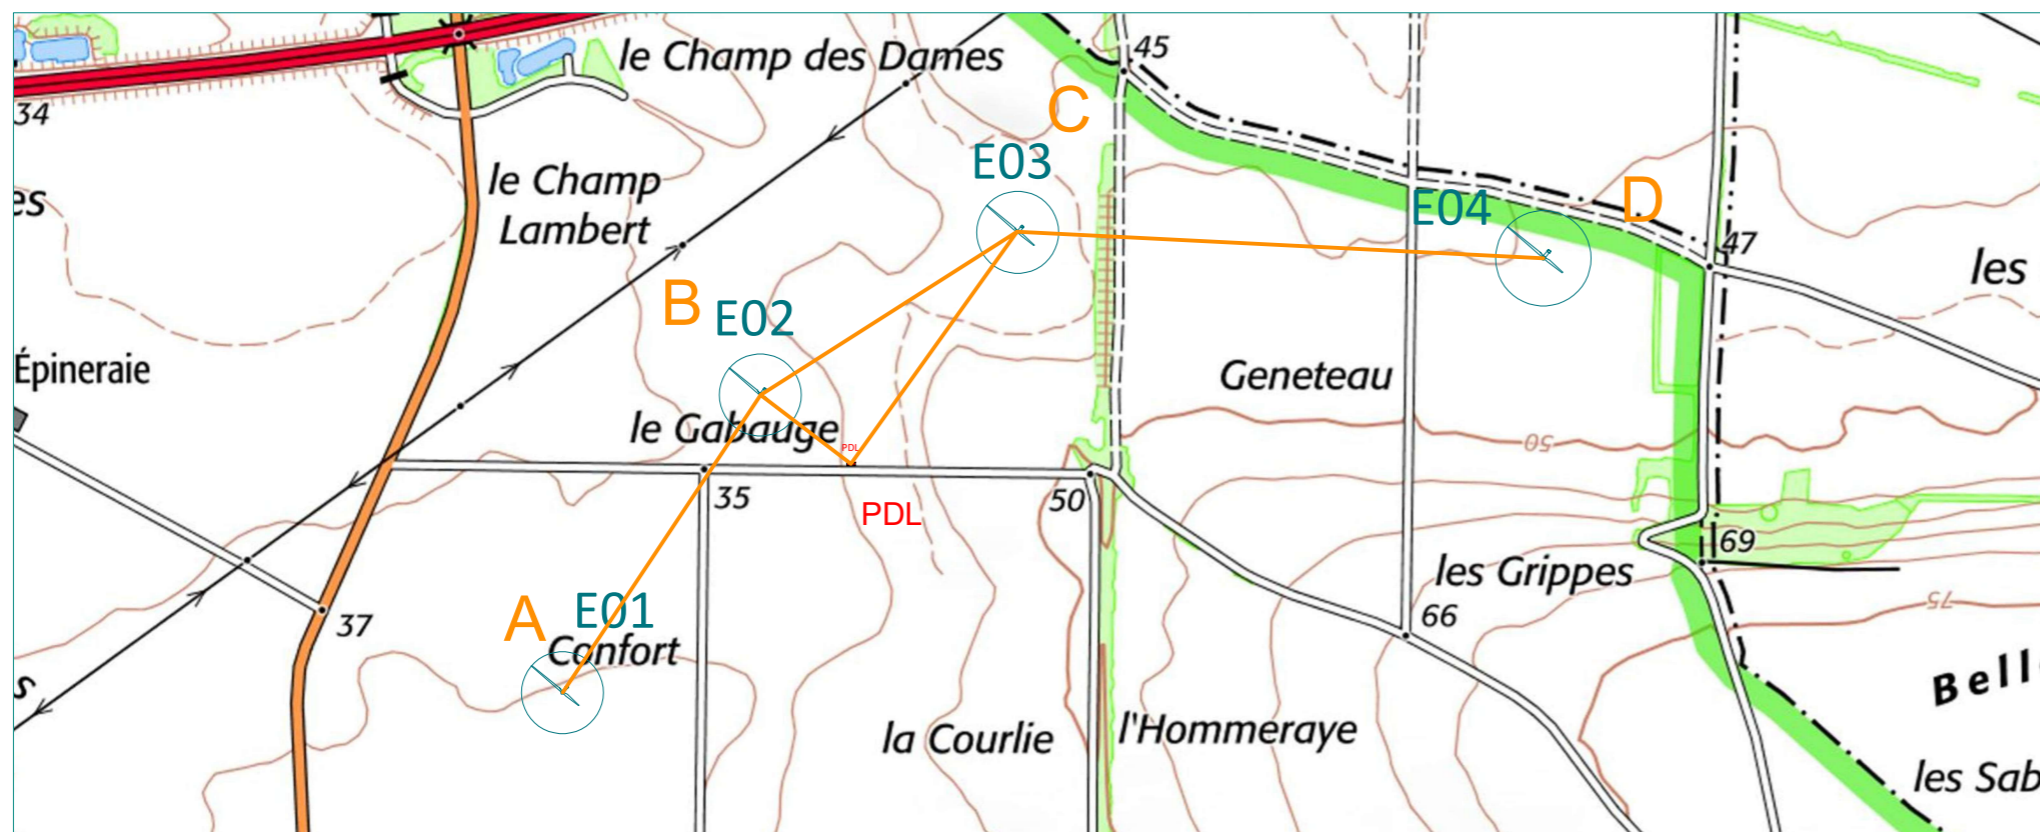 le Champ des Dames
45
34
C
E03
le Champ
Lambert
es
E04
D
47
les
B
E02
Épineraie
Geneteau
le Gabauge
PDL
50
35
50
PDL
69
les Grippes
75
A
E01
37
66
Confort
s
Bell
la Courlie
l'Hommeraye
les Sab